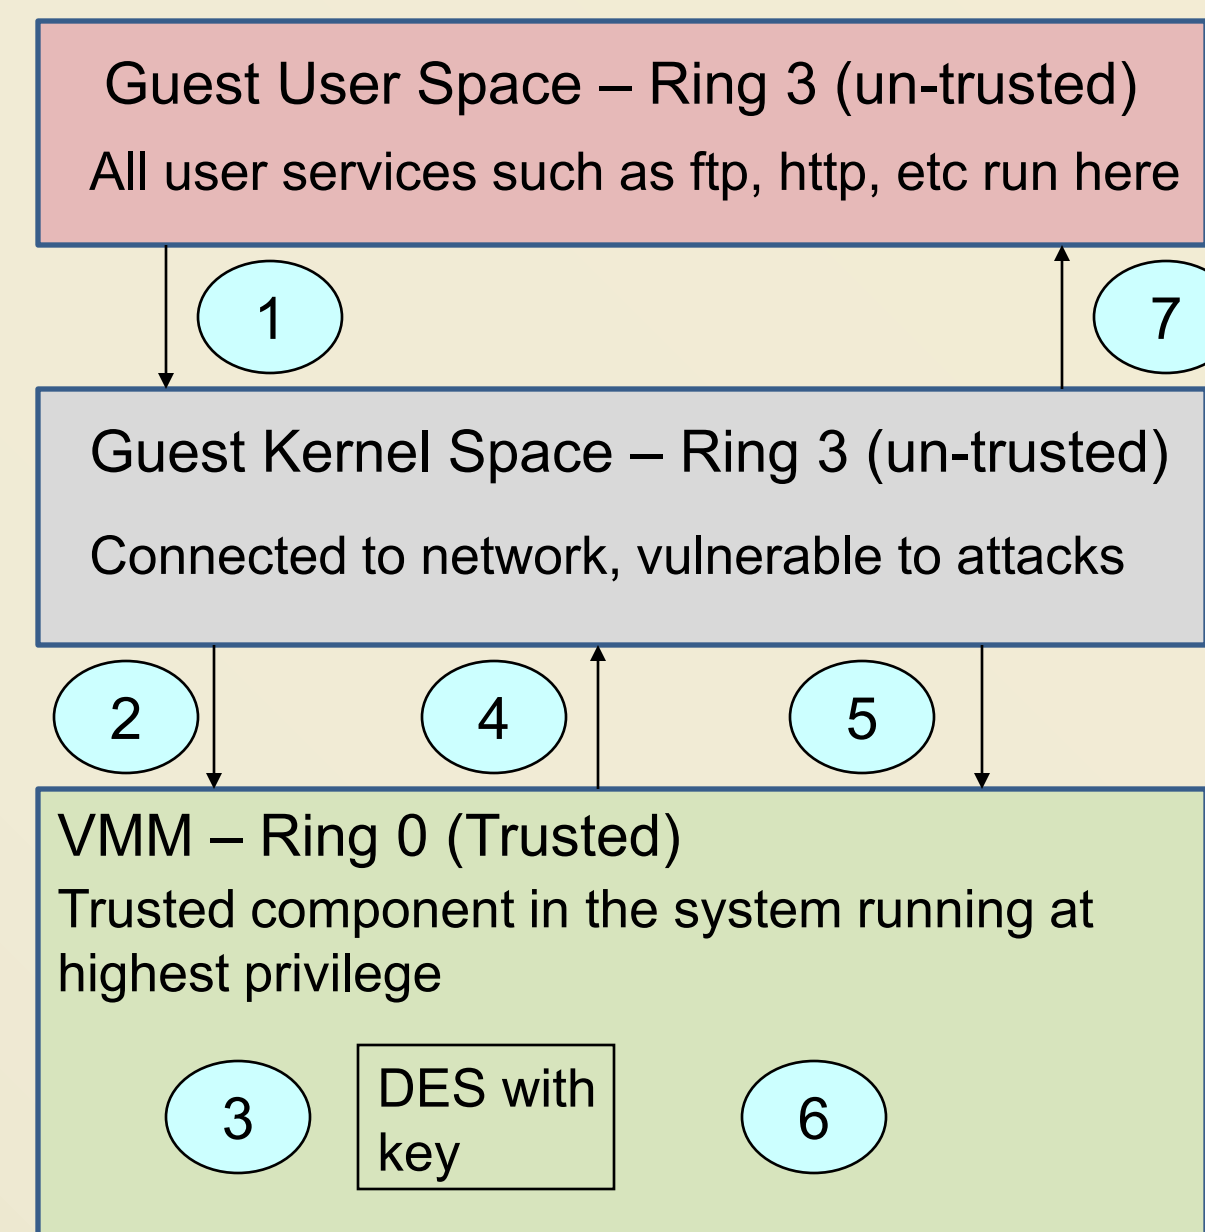 Guest User Space – Ring 3 (un-trusted)
All user services such as ftp, http, etc run here
1
7
Guest Kernel Space – Ring 3 (un-trusted)
Connected to network, vulnerable to attacks
2
4
5
VMM – Ring 0 (Trusted)
Trusted component in the system running at
highest privilege
3
DES with
key
6